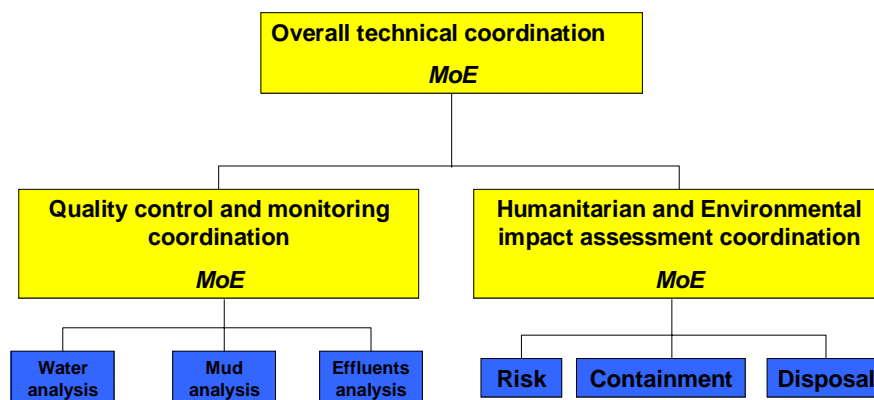 Overall technical coordination
MoE
Quality control and monitoring
coordination
MoE
Humanitarian and Environmental
impact assessment coordination
MoE
Water
analysis
Mud
analysis
Effluents
analysis
Risk
Containment
Disposal